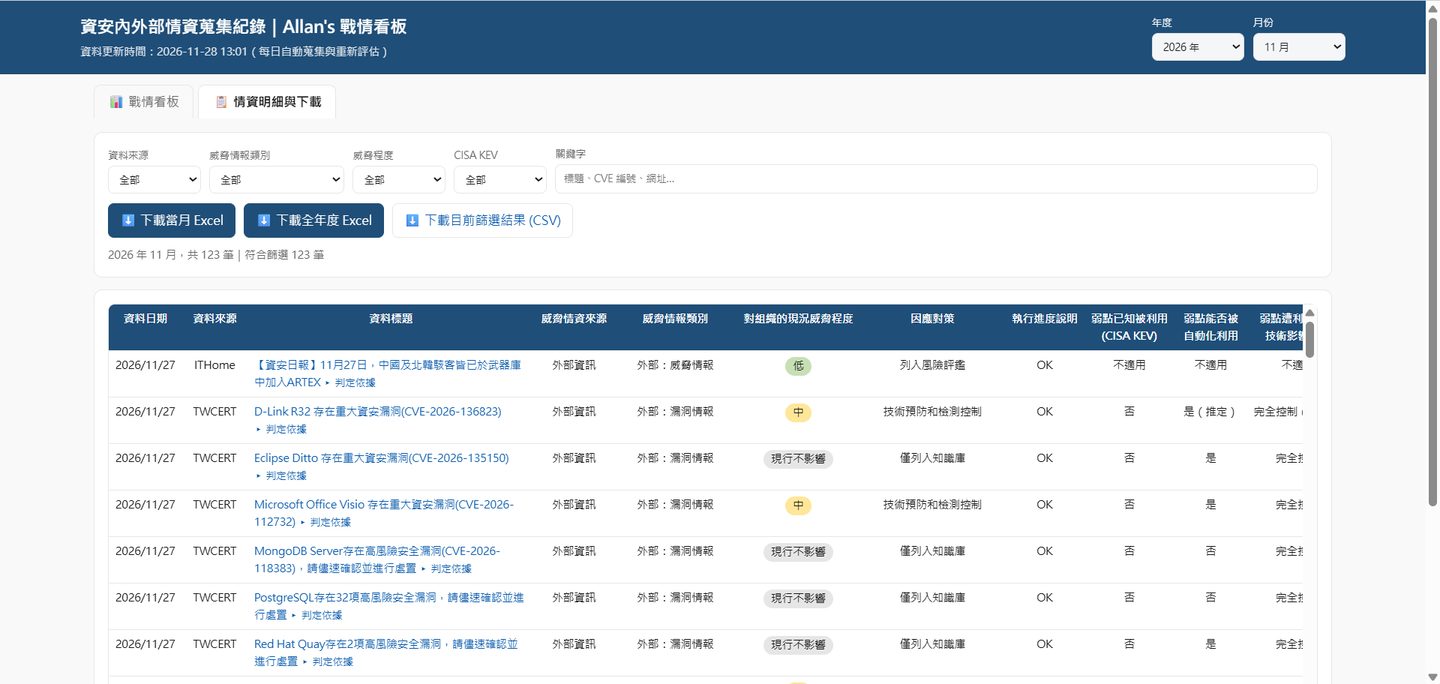 資安內外部情資蒐集紀錄 | Allan's 戰情看板
資料更新時間：2026-11-28 13:01 ( 每日自動蒐集與重新評估 )
年度
月份
2026 年
11 月
戰情看板
情資明細與下載
資料來源
威脅情報類別
威脅程度
CISA KEV
關鍵字
全部
全部
全部
全部
標題、CVE 編號、網址...
下載當月 Excel
下載全年度 Excel
下載目前篩選結果 (CSV)
2026 年 11 月，共 123 筆 | 符合篩選 123 筆
資料日期 資料來源 資料標題 威脅情資來源 威脅情報類別 對組織的現況威脅程度 因應對策 執行進度說明 弱點已知被利用 弱點能否被 弱點遭利
(CISA KEV) 自動化利用 技術影
2026/11/27 ITHome 【資安日報】11月27日，中國及北韓駭客皆已於武器庫 外部資訊 外部：威脅情報 低 列入風險評鑑 OK 不適用 不適用 不適
中加入ARTEX ▸ 判定依據
2026/11/27 TWCERT D-Link R32 存在重大資安漏洞(CVE-2026-136823) 外部資訊 外部：漏洞情報 中 技術預防和檢測控制 OK 否 是 ( 推定 ) 完全控制 (
▸ 判定依據
2026/11/27 TWCERT Eclipse Ditto 存在重大資安漏洞(CVE-2026-135150) 外部資訊 外部：漏洞情報 現行不影響 僅列入知識庫 OK 否 是 完全控
▸ 判定依據
2026/11/27 TWCERT Microsoft Office Visio 存在重大資安漏洞(CVE-2026- 外部資訊 外部：漏洞情報 中 技術預防和檢測控制 OK 否 是 完全控
112732) ▸ 判定依據
2026/11/27 TWCERT MongoDB Server存在高風險安全漏洞(CVE-2026- 外部資訊 外部：漏洞情報 現行不影響 僅列入知識庫 OK 否 否 完全控
118383)，請儘速確認並進行處置 ▸ 判定依據
2026/11/27 TWCERT PostgreSQL存在32項高風險安全漏洞，請儘速確認並進 外部資訊 外部：漏洞情報 現行不影響 僅列入知識庫 OK 否 否 完全控
行處置 ▸ 判定依據
2026/11/27 TWCERT Red Hat Quay存在2項高風險安全漏洞，請儘速確認並 外部資訊 外部：漏洞情報 現行不影響 僅列入知識庫 OK 否 是 完全控
進行處置 ▸ 判定依據